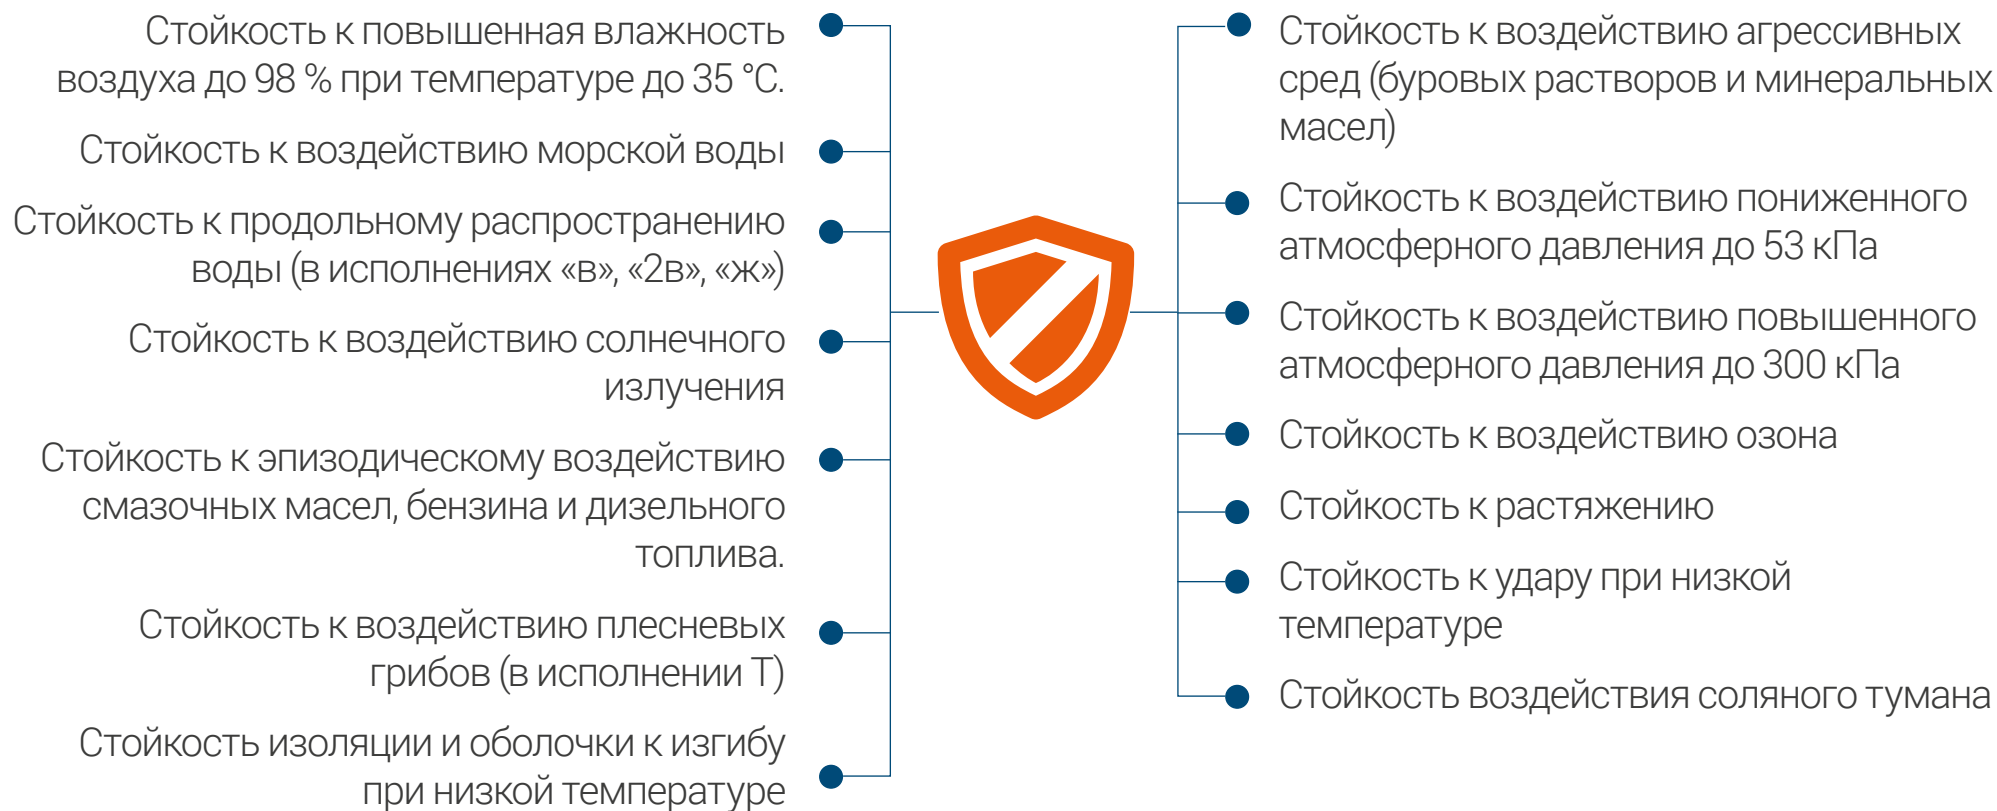 Стойкость к повышенная влажность
воздуха до 98 % при температуре до 35 °C.
Стойкость к воздействию морской воды
Стойкость к продольному распространению
воды (в исполнениях «в», «2в», «ж»)
Стойкость к воздействию солнечного
излучения
Стойкость к эпизодическому воздействию
смазочных масел, бензина и дизельного
топлива.
Стойкость к воздействию плесневых
грибов (в исполнении Т)
Стойкость изоляции и оболочки к изгибу
при низкой температуре
Стойкость к воздействию агрессивных
сред (буровых растворов и минеральных
масел)
Стойкость к воздействию пониженного
атмосферного давления до 53 кПа
Стойкость к воздействию повышенного
атмосферного давления до 300 кПа
Стойкость к воздействию озона
Стойкость к растяжению
Стойкость к удару при низкой
температуре
Стойкость воздействия соляного тумана